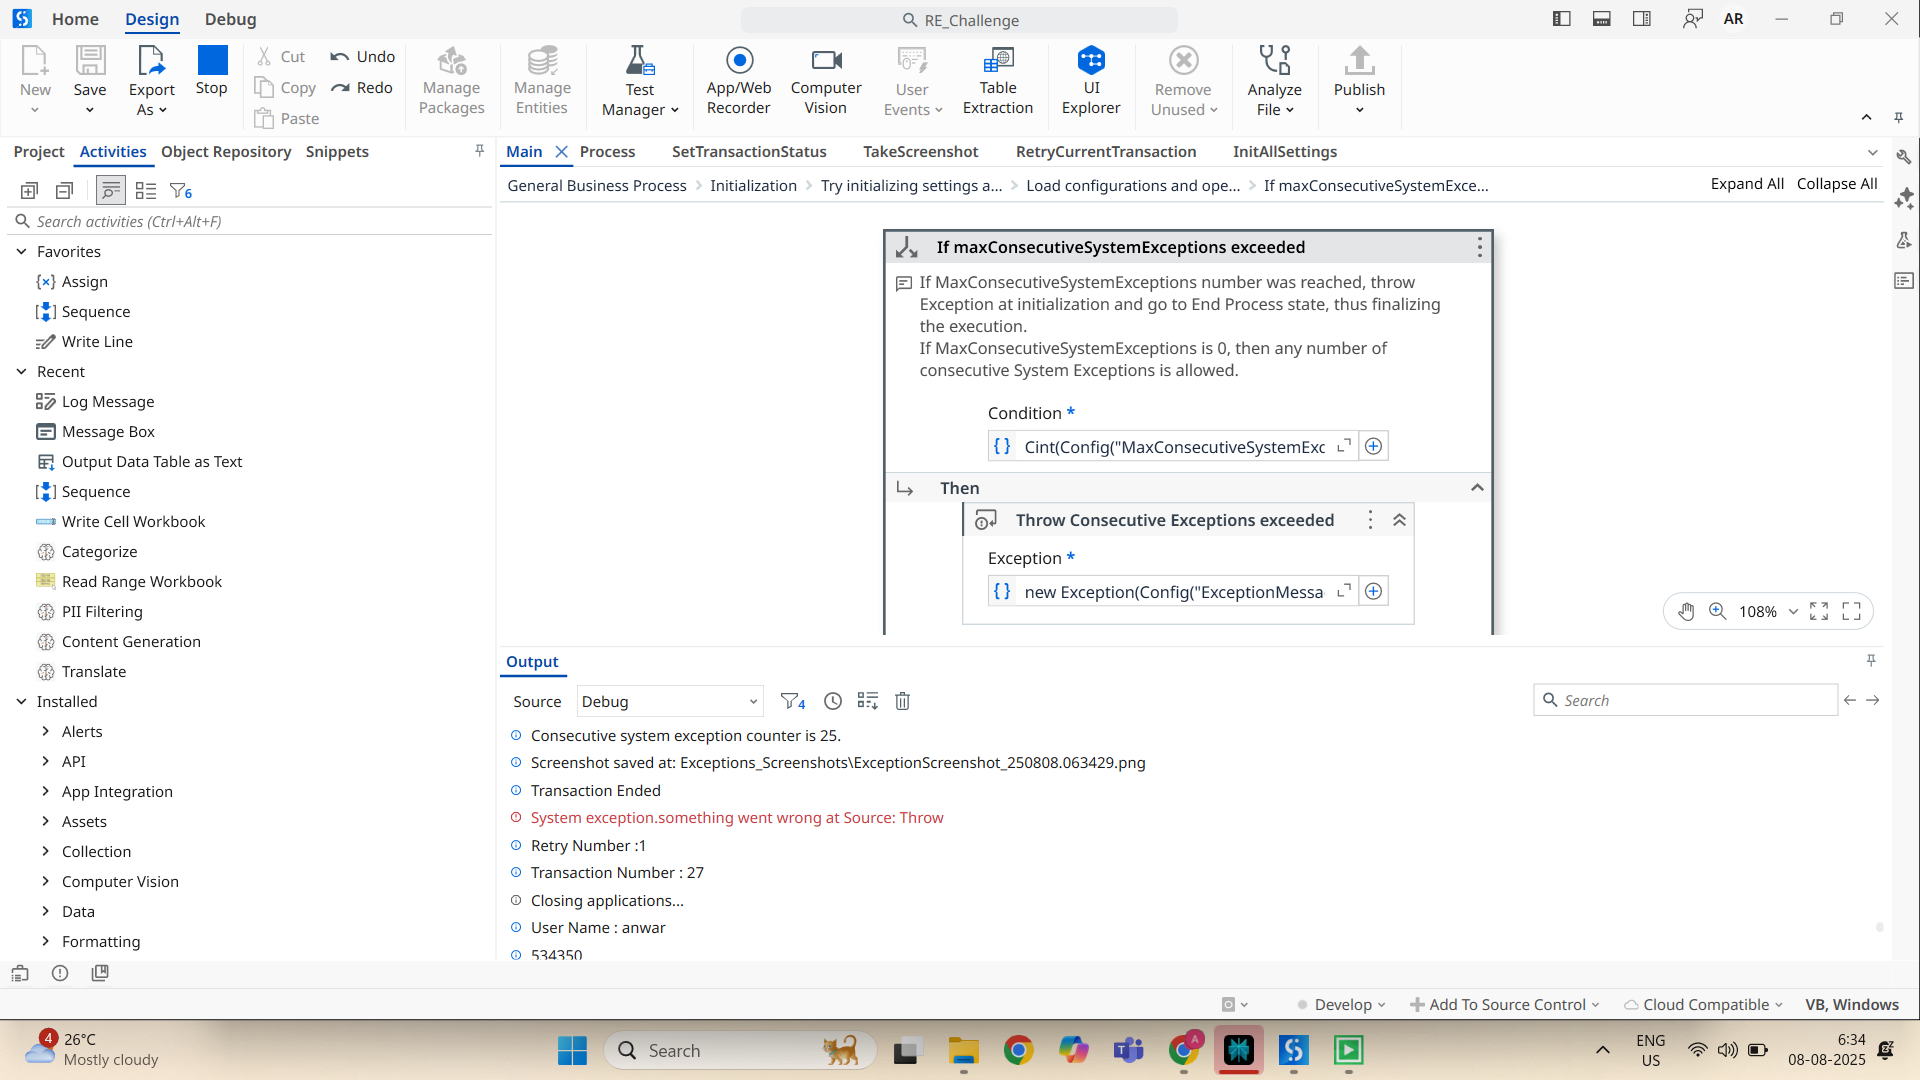 Home
Design
Debug
RE_Challenge
AR
New
Save
Export As
Stop
Cut
Copy
Paste
Undo
Redo
Manage Packages
Manage Entities
Test Manager
App/Web Recorder
Computer Vision
User Events
Table Extraction
UI Explorer
Remove Unused
Analyze File
Publish
Project
Activities
Object Repository
Snippets
6
Search activities (Ctrl+Alt+F)
Favorites
Assign
Sequence
Write Line
Recent
Log Message
Message Box
Output Data Table as Text
Sequence
Write Cell Workbook
Categorize
Read Range Workbook
PII Filtering
Content Generation
Translate
Installed
Alerts
API
App Integration
Assets
Collection
Computer Vision
Data
Formatting
Main
Process
SetTransactionStatus
TakeScreenshot
RetryCurrentTransaction
InitAllSettings
General Business Process
Initialization
Try initializing settings a...
Load configurations and ope...
If maxConsecutiveSystemExce...
Expand All
Collapse All
If maxConsecutiveSystemExceptions exceeded
If MaxConsecutiveSystemExceptions number was reached, throw
Exception at initialization and go to End Process state, thus finalizing
the execution.
If MaxConsecutiveSystemExceptions is 0, then any number of
consecutive System Exceptions is allowed.
Condition *
Cint(Config("MaxConsecutiveSystemExc
Then
Throw Consecutive Exceptions exceeded
Exception *
new Exception(Config("ExceptionMessa
108%
Output
Source
Debug
4
Search
Consecutive system exception counter is 25.
Screenshot saved at: Exceptions_Screenshots\ExceptionScreenshot_250808.063429.png
Transaction Ended
System exception.something went wrong at Source: Throw
Retry Number :1
Transaction Number : 27
Closing applications...
User Name : anwar
534350
Develop
Add To Source Control
Cloud Compatible
VB, Windows
4
26°C
Mostly cloudy
Search
A
ENG
US
6:34
08-08-2025